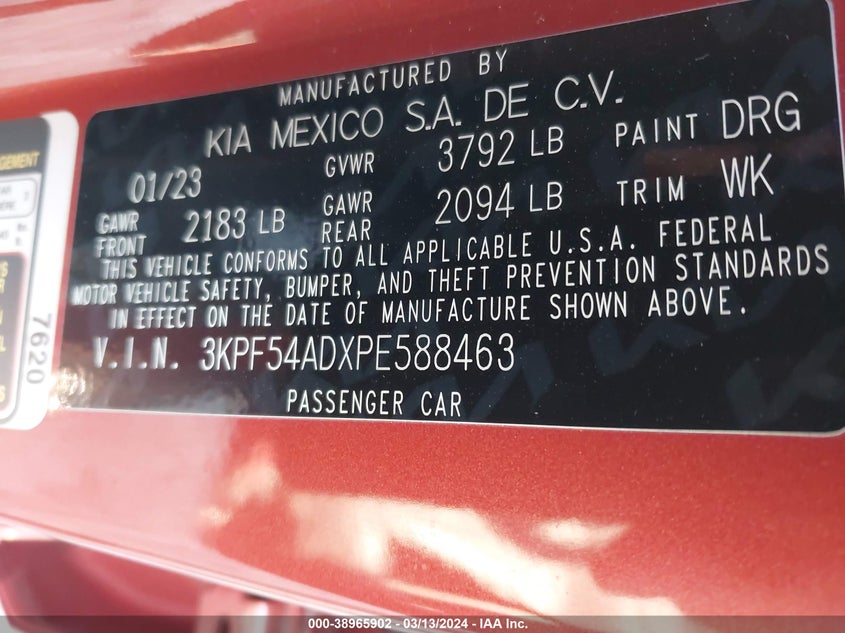 MANUFACTURED BY
KIA MEXICO S.A. DE C.V.
01/23 GVWR 3792 LB PAINT DRG
GAWR FRONT 2183 LB GAWR REAR 2094 LB TRIM WK
THIS VEHICLE CONFORMS TO ALL APPLICABLE U.S.A. FEDERAL
MOTOR VEHICLE SAFETY, BUMPER, AND THEFT PREVENTION STANDARDS
IN EFFECT ON THE DATE OF MANUFACTURE SHOWN ABOVE.
V.I.N. 3KPF54ADXPE588463
PASSENGER CAR
7620
000-38965902 - 03/13/2024 - IAA Inc.